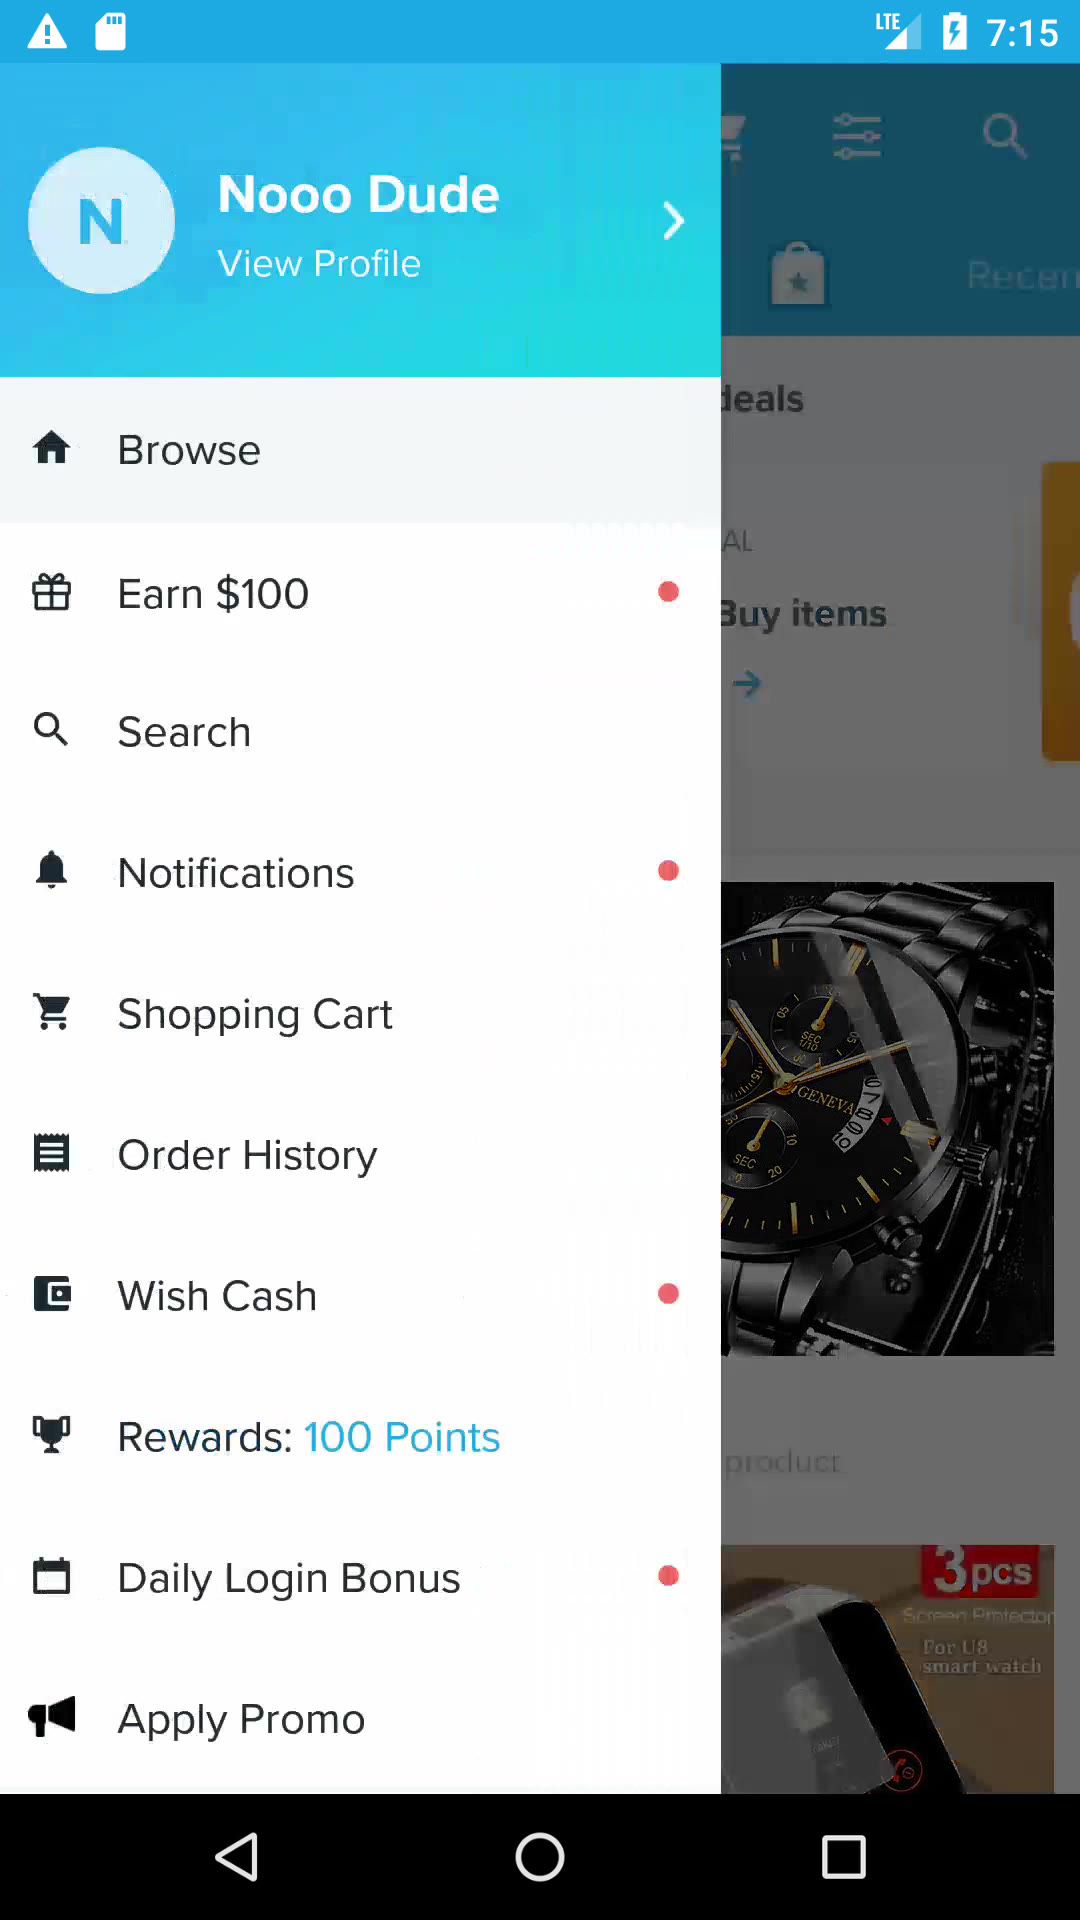 LTE 7:15
N
Nooo Dude
View Profile
Recen
deals
Browse
AL
Earn $100
Buy items
Search
Notifications
Shopping Cart
GENEVA
Order History
Wish Cash
Rewards: 100 Points
product
Daily Login Bonus
3pcs
Screen Protector
For U8
smart watch
Apply Promo